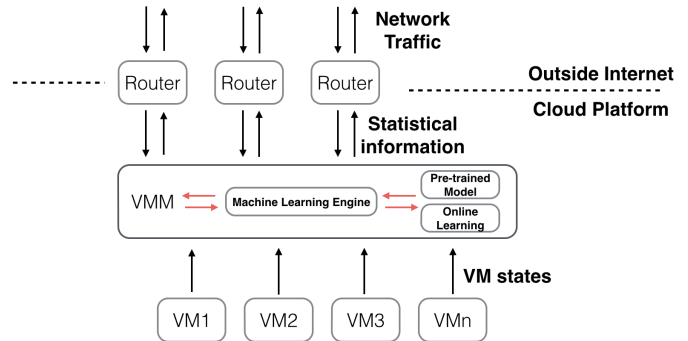 Network
Traffic
Router
Router
Router
Outside Internet
Cloud Platform
Statistical
information
VMM
Machine Learning Engine
Pre-trained
Model
Online
Learning
VM states
VM1
VM2
VM3
VMn